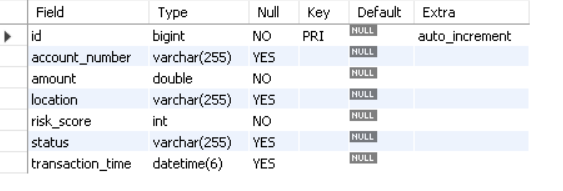 Field Type Null Key Default Extra
id bigint NO PRI NULL auto_increment
account_number varchar(255) YES NULL
amount double NO NULL
location varchar(255) YES NULL
risk_score int NO NULL
status varchar(255) YES NULL
transaction_time datetime(6) YES NULL